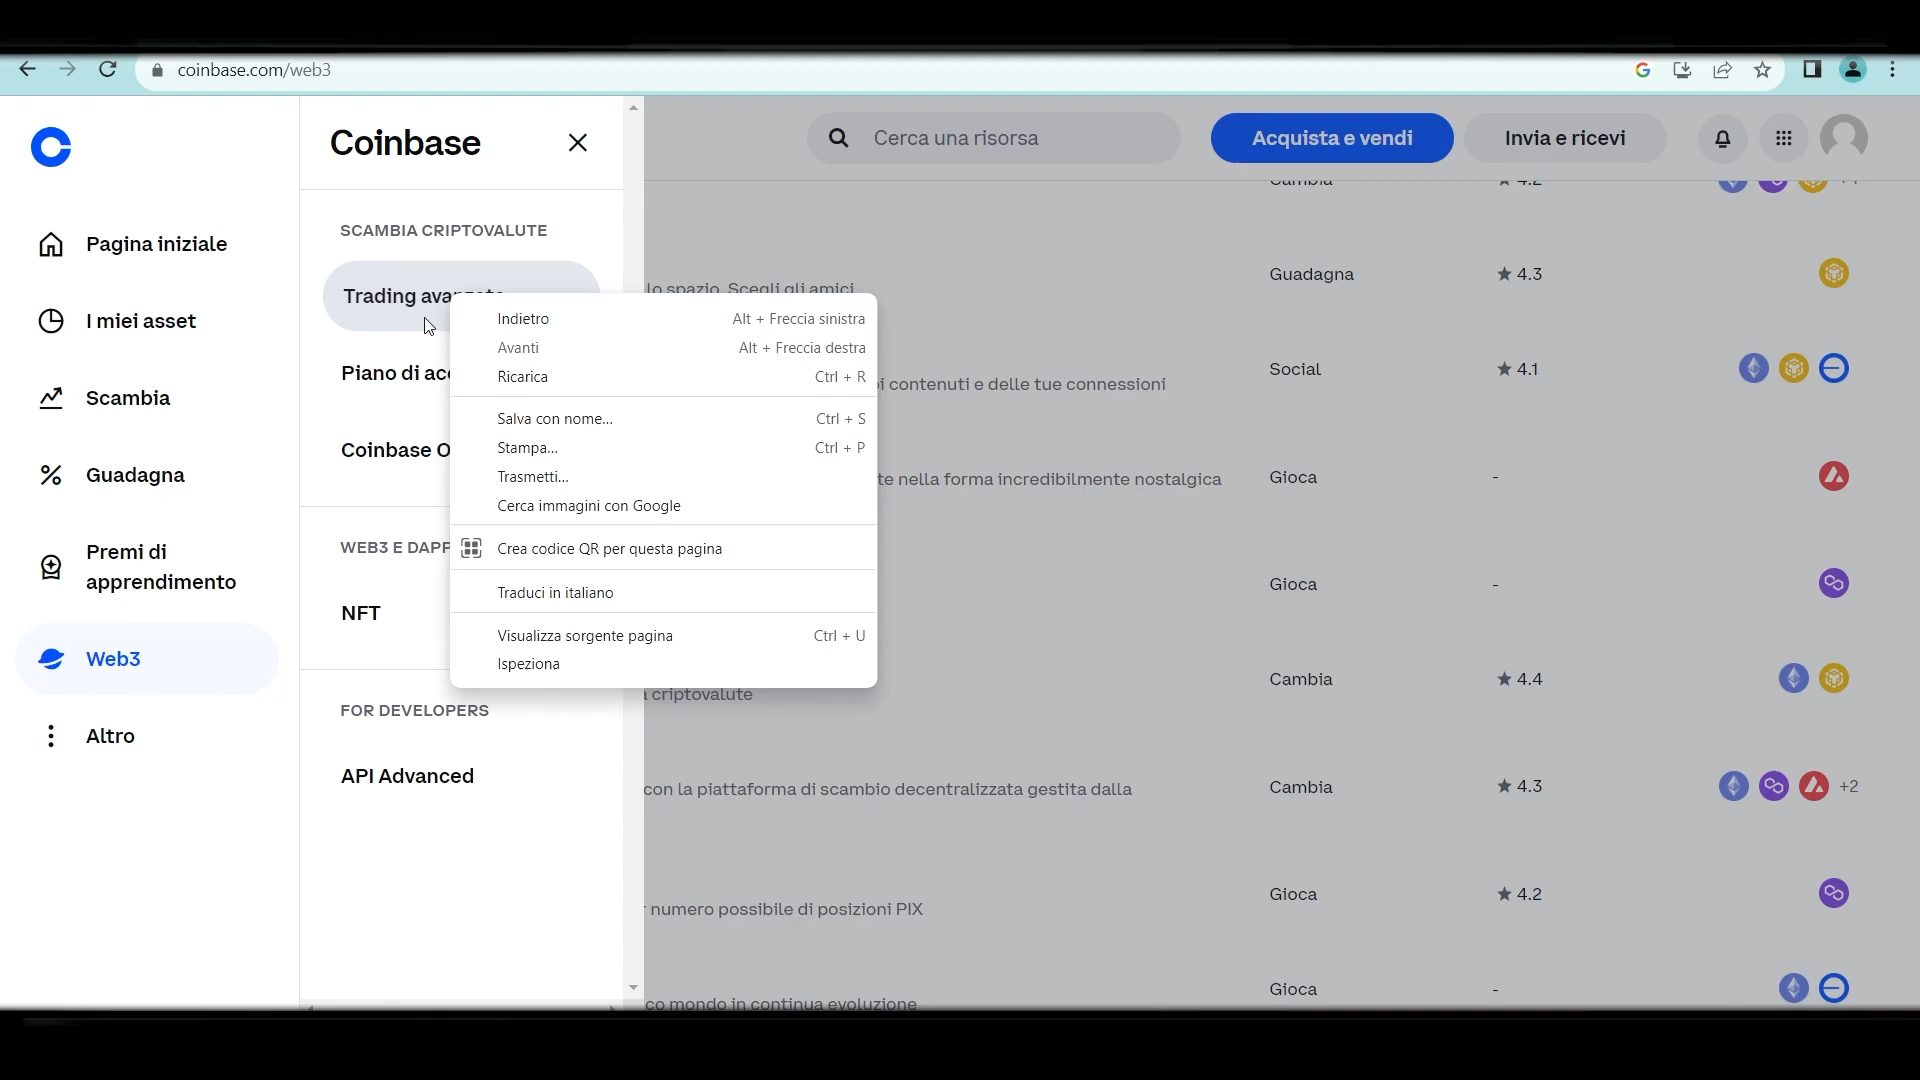 coinbase.com/web3
Coinbase
Cerca una risorsa
Acquista e vendi
Invia e ricevi
Pagina iniziale
I miei asset
Scambia
Guadagna
Premi di
apprendimento
Web3
Altro
SCAMBIA CRIPTOVALUTE
Trading
Piano di
Coinbase
WEB3 E
NFT
FOR DEVELOPERS
API Advanced
Indietro Alt + Freccia sinistra
Avanti Alt + Freccia destra
Ricarica Ctrl + R
Salva con nome... Ctrl + S
Stampa... Ctrl + P
Trasmetti...
Cerca immagini con Google
Crea codice QR per questa pagina
Traduci in italiano
Visualizza sorgente pagina Ctrl + U
Ispeziona
Cambia 4.2
lo spazio. Scegli gli amici
Guadagna 4.3
contenuti e delle tue connessioni
Social 4.1
te nella forma incredibilmente nostalgica
Gioca -
Gioca -
criptovalute
Cambia 4.4
con la piattaforma di scambio decentralizzata gestita dalla
Cambia 4.3 +2
numero possibile di posizioni PIX
Gioca 4.2
co mondo in continua evoluzione
Gioca -